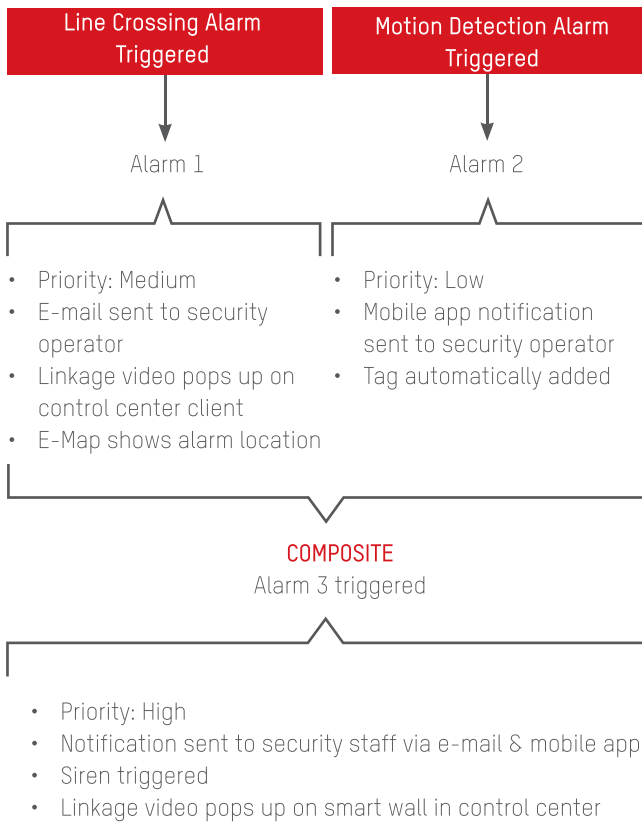 Line Crossing Alarm
Triggered
Motion Detection Alarm
Triggered
Alarm 1
Alarm 2
• Priority: Medium
• E-mail sent to security
operator
• Linkage video pops up on
control center client
• E-Map shows alarm location
• Priority: Low
• Mobile app notification
sent to security operator
• Tag automatically added
COMPOSITE
Alarm 3 triggered
• Priority: High
• Notification sent to security staff via e-mail & mobile app
• Siren triggered
• Linkage video pops up on smart wall in control center